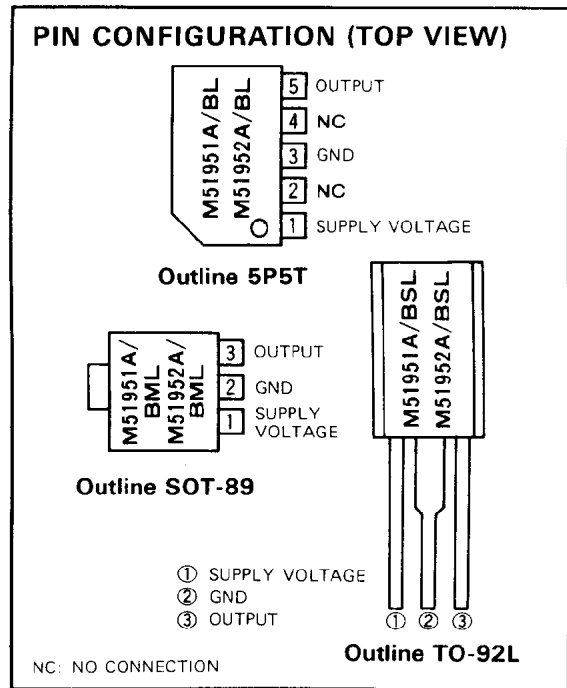 PIN CONFIGURATION (TOP VIEW)
M51951A/BL
M51952A/BL
5 OUTPUT
4 NC
3 GND
2 NC
1 SUPPLY VOLTAGE
Outline 5P5T
M51951A/
BML
M51952A/
BML
3 OUTPUT
2 GND
1 SUPPLY
VOLTAGE
Outline SOT-89
M51951A/BSL
M51952A/BSL
① SUPPLY VOLTAGE
② GND
③ OUTPUT
① ② ③
Outline TO-92L
NC: NO CONNECTION